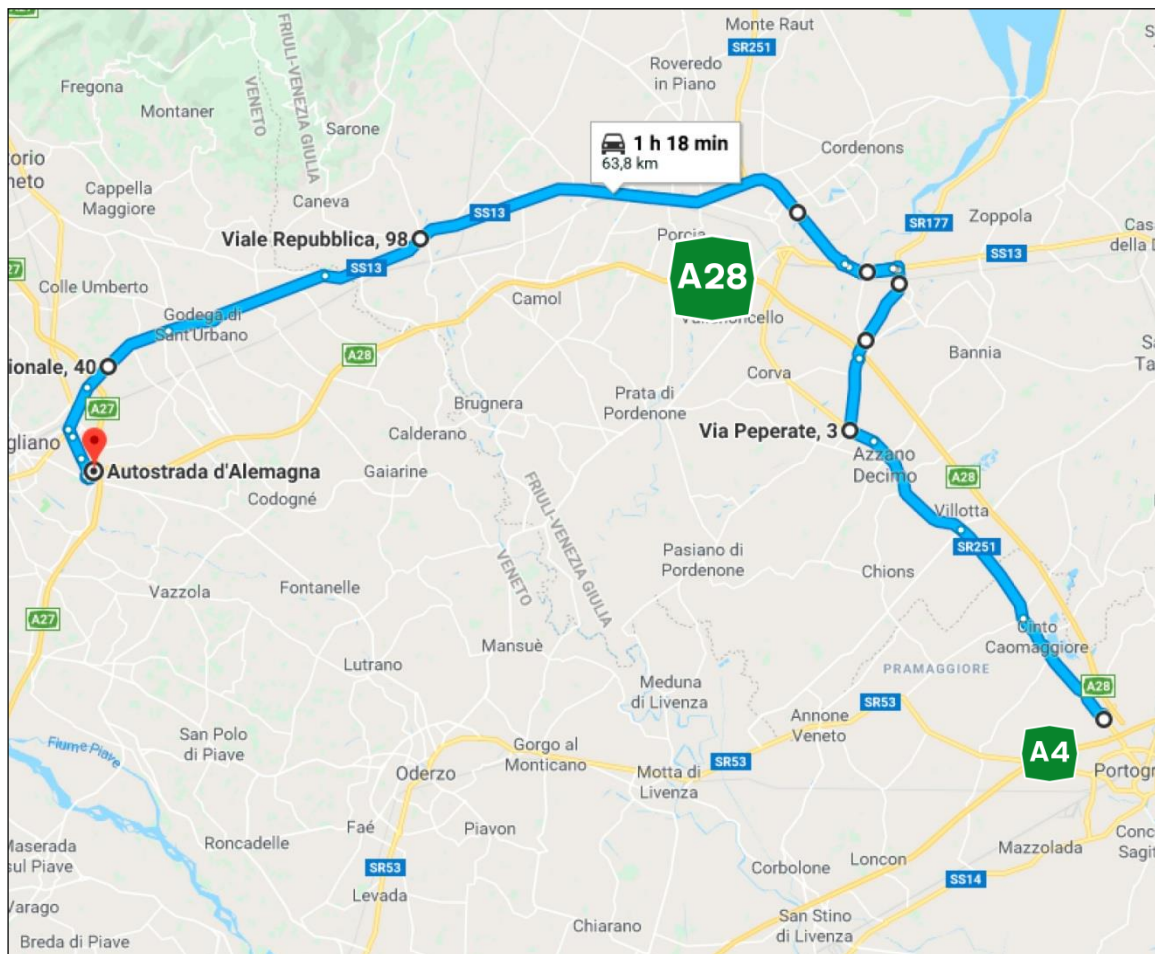 Monte Raut
SR251
Fregona
Roveredo
in Piano
FRIULI-VENEZIA GIULIA
VENETO
Montaner
Sarone
1 h 18 min
63,8 km
Cordenons
Cappella
Maggiore
Caneva
SS13
SR177
Zoppola
Viale Repubblica, 98
Porcia
SS13
SS13
A28
Colle Umberto
Camol
Godega di
Sant'Urbano
A28
Bannia
ionale, 40
Corva
Prata di
Pordenone
A27
Brugnera
Calderano
Via Peperate, 3
gliano
Autostrada d'Alemagna
Gaiarine
Azzano
Decimo
A28
Codognè
Villotta
FRIULI-VENEZIA GIULIA
VENETO
SR251
Pasiano di
Pordenone
Chions
Vazzola
Fontanelle
A27
Mansuè
Cinto
Caomaggiore
Lutrano
PRAMAGGIORE
Meduna
di Livenza
A28
SR53
San Polo
di Piave
Annone
Veneto
Fiume Piave
Gorgo al
Monticano
A4
SR53
Oderzo
Motta di
Livenza
Portogr
Faé
Piavon
Roncadelle
Maserada
sul Piave
Mazzolada
Conc
Sagit
Loncon
SR53
Corbolone
SS14
Levada
Varago
Chiarano
San Stino
di Livenza
Breda di Piave